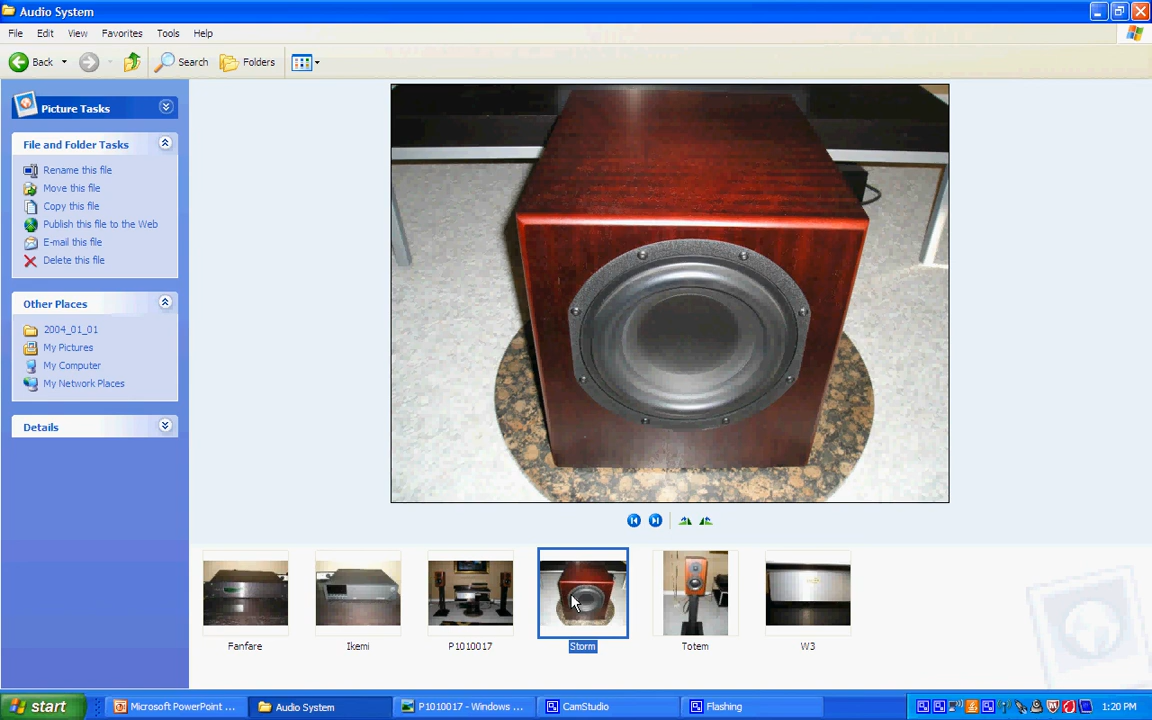 Audio System
File Edit View Favorites Tools Help
Back Search Folders
Picture Tasks
File and Folder Tasks
Rename this file
Move this file
Copy this file
Publish this file to the Web
E-mail this file
Delete this file
Other Places
2004_01_01
My Pictures
My Computer
My Network Places
Details
Fanfare Ikemi P1010017 Storm Totem W3
start Microsoft PowerPoint ... Audio System P1010017 - Windows ... CamStudio Flashing 1:20 PM